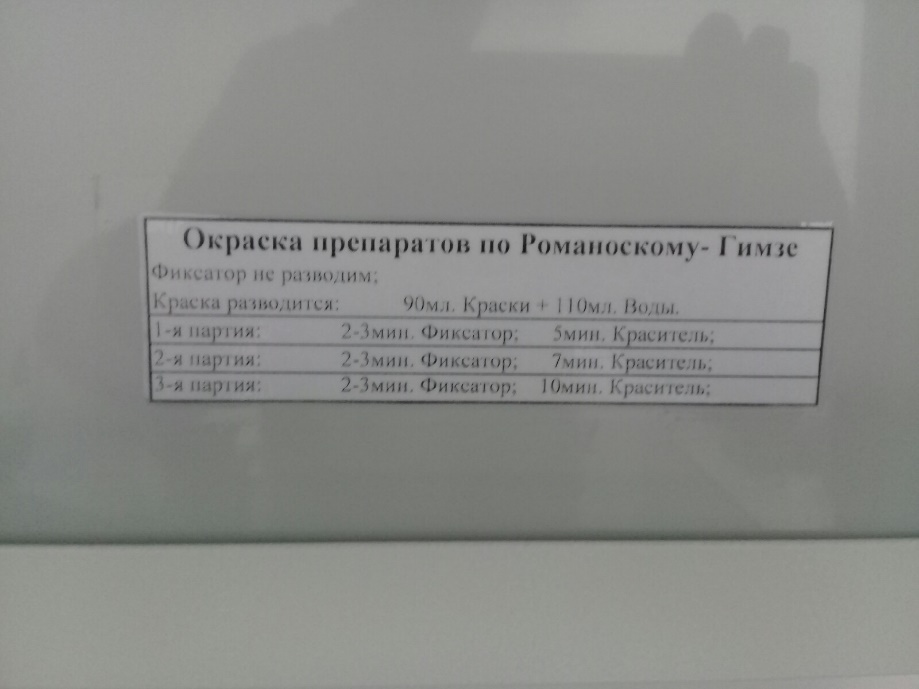 Окраска препаратов по Романоскому- Гимзе
Фиксатор не разводим;
Краска разводится: 90мл. Краски + 110мл. Воды.
1-я партия: 2-3мин. Фиксатор; 5мин. Краситель;
2-я партия: 2-3мин. Фиксатор; 7мин. Краситель;
3-я партия: 2-3мин. Фиксатор; 10мин. Краситель;